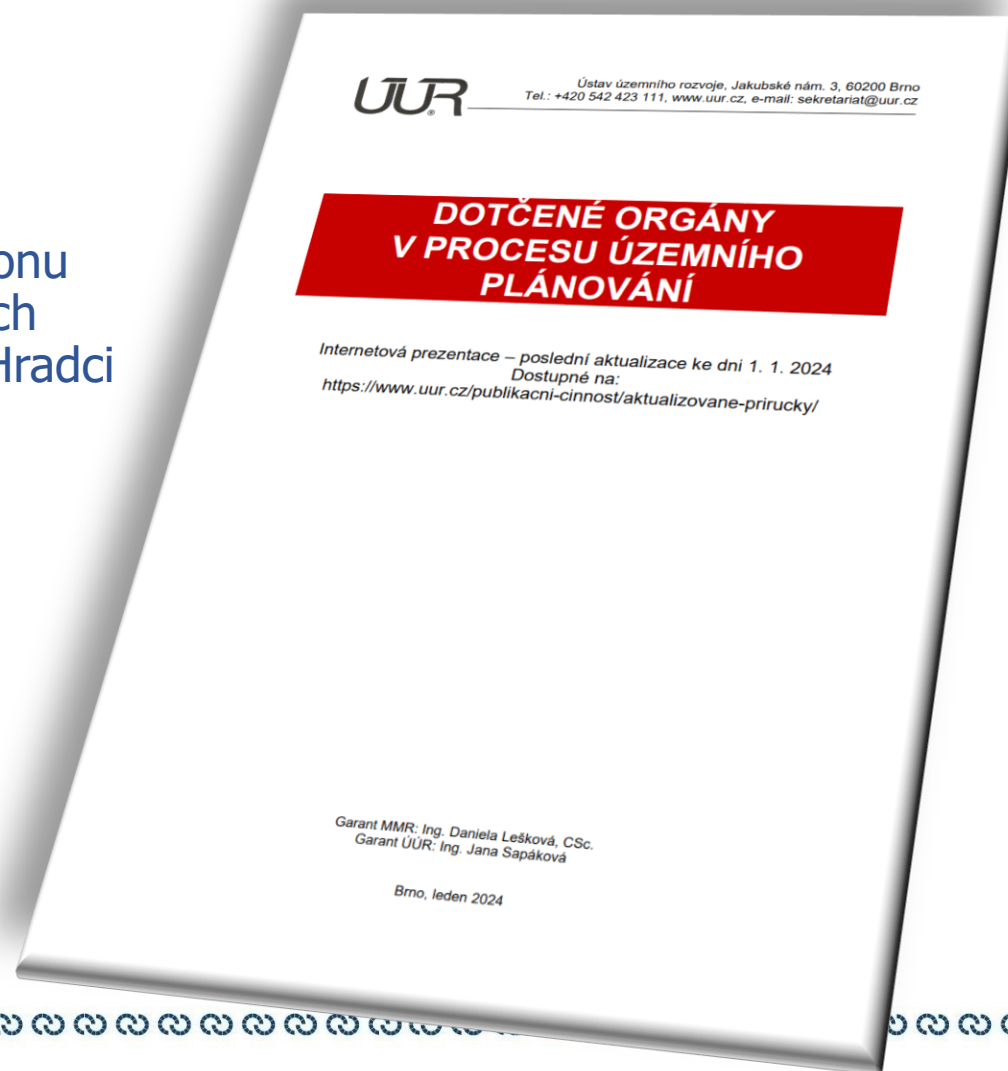 ÚÚR
Ústav územního rozvoje, Jakubské nám. 3, 60200 Brno
Tel.: +420 542 423 111, www.uur.cz, e-mail: sekretariat@uur.cz
DOTČENÉ ORGÁNY
V PROCESU ÚZEMNÍHO
PLÁNOVÁNÍ
Internetová prezentace – poslední aktualizace ke dni 1. 1. 2024
Dostupné na:
https://www.uur.cz/publikacni-cinnost/aktualizovane-prirucky/
Hradci
Garant MMR: Ing. Daniela Lešková, CSc.
Garant ÚÚR: Ing. Jana Sapáková
Brno, leden 2024